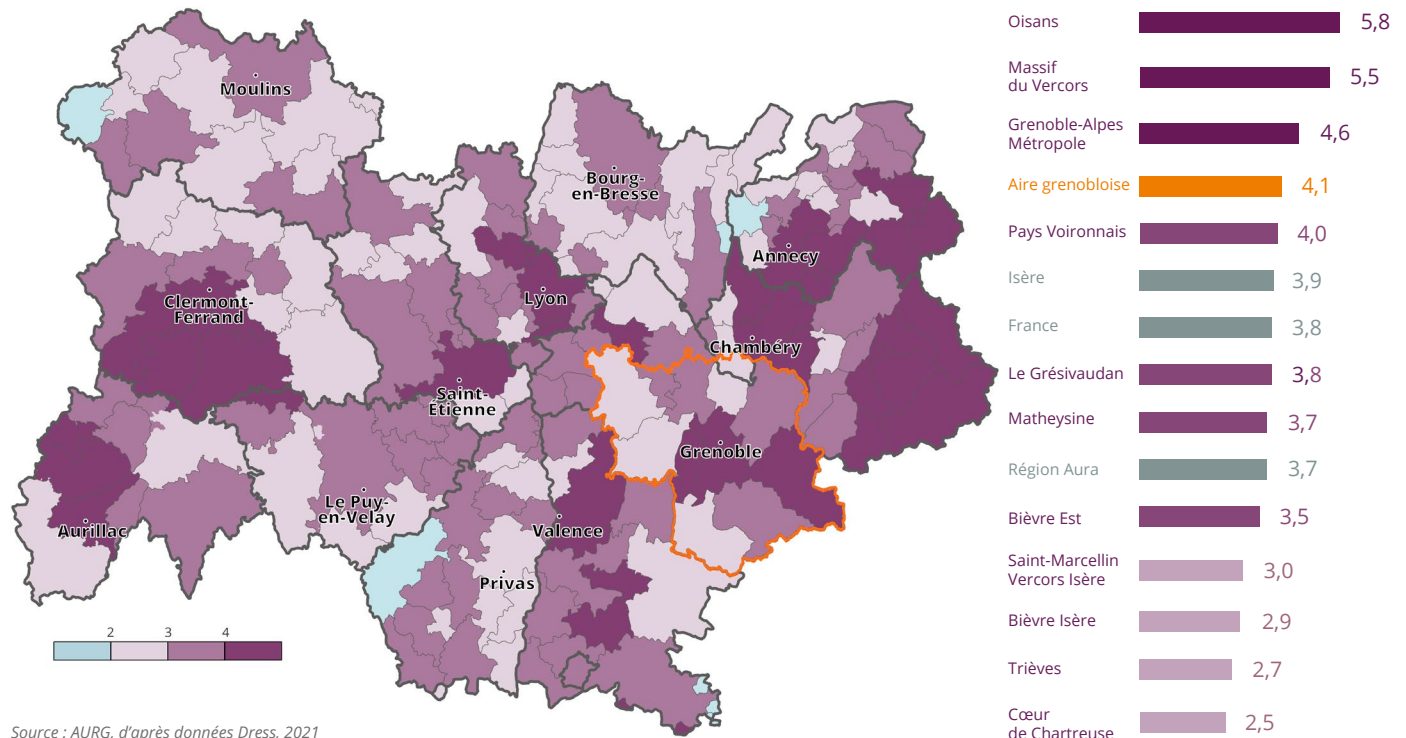 Moulins
Bourg-
en-Bresse
Annecy
Clermont-
Ferrand
Lyon
Chambéry
Saint-
Étienne
Grenoble
Le Puy-
en-Velay
Aurillac
Valence
Privas
2 3 4
Source : AURG, d'après données Dress, 2021
Oisans 5,8
Massif
du Vercors 5,5
Grenoble-Alpes
Métropole 4,6
Aire grenobloise 4,1
Pays Voironnais 4,0
Isère 3,9
France 3,8
Le Grésivaudan 3,8
Matheysine 3,7
Région Aura 3,7
Bièvre Est 3,5
Saint-Marcellin
Vercors Isère 3,0
Bièvre Isère 2,9
Trièves 2,7
Cœur
de Chartreuse 2,5